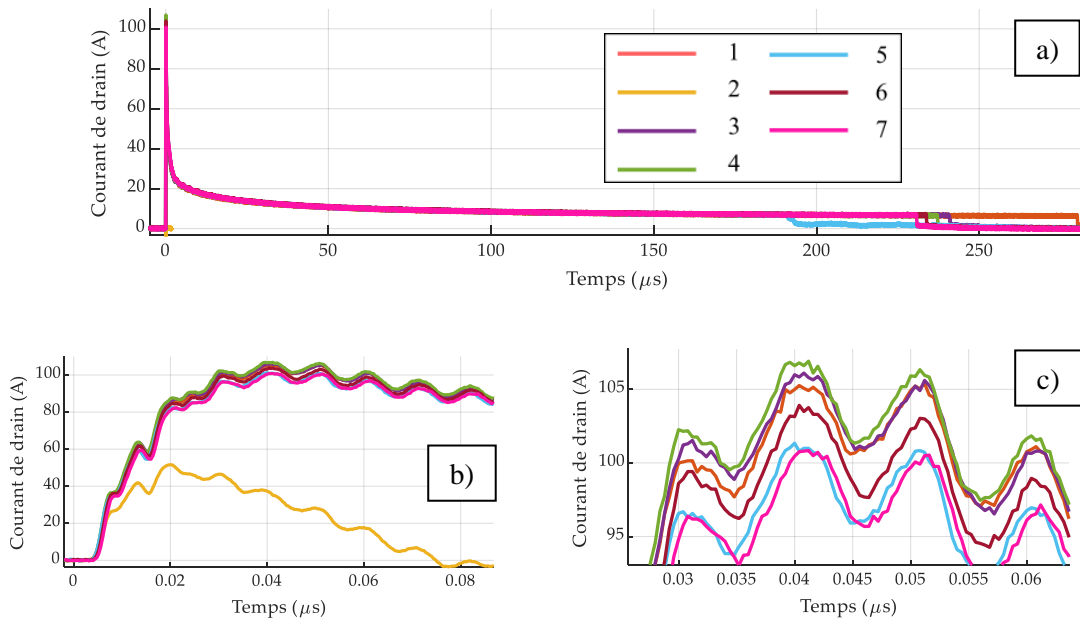 a)
Courant de drain (A)
100
80
60
40
20
0
1 5
2 6
3 7
4
0 50 100 150 200 250
Temps (μs)
b)
Courant de drain (A)
100
80
60
40
20
0
0 0.02 0.04 0.06 0.08
Temps (μs)
c)
Courant de drain (A)
105
100
95
0.03 0.035 0.04 0.045 0.05 0.055 0.06
Temps (μs)